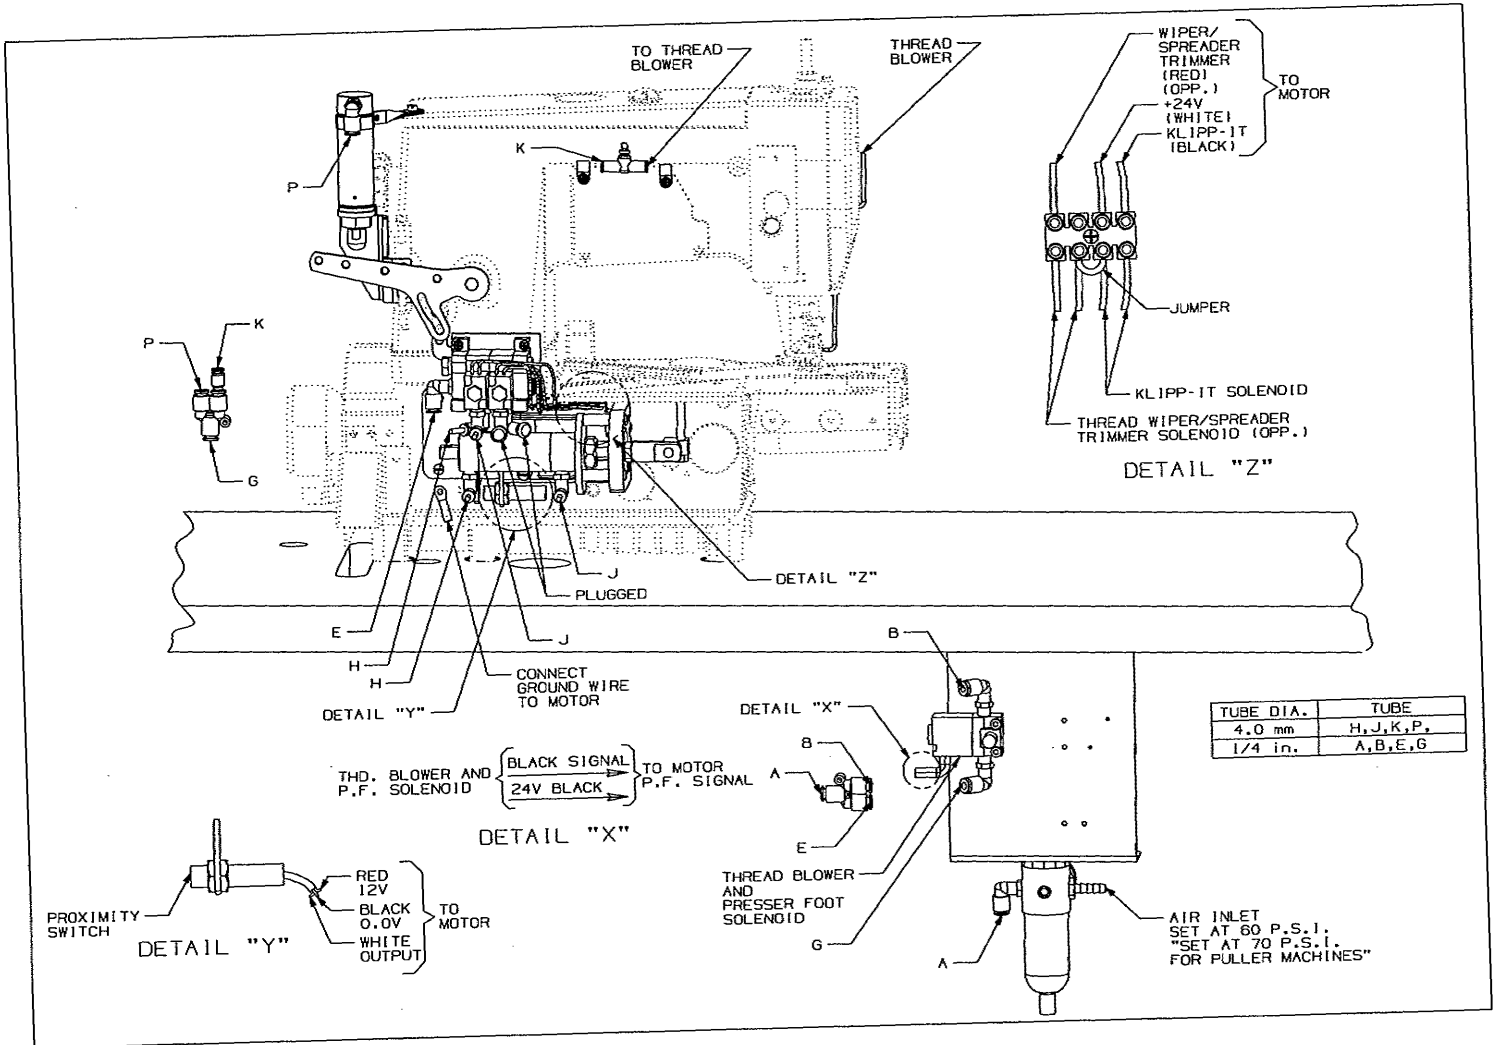 TO THREAD
BLOWER
THREAD
BLOWER
WIPER/
SPREADER
TRIMMER
(RED)
(OPP.)
+24V
(WHITE)
KLIPP-IT
(BLACK)
TO
MOTOR
K
P
JUMPER
K
P
G
KLIPP-IT SOLENOID
THREAD WIPER/SPREADER
TRIMMER SOLENOID (OPP.)
DETAIL "Z"
J
DETAIL "Z"
PLUGGED
E
J
H
H
CONNECT
GROUND WIRE
TO MOTOR
DETAIL "Y"
B
DETAIL "X"
TUBE DIA. TUBE
4.0 mm H,J,K,P,
1/4 in. A,B,E,G
THD. BLOWER AND
P.F. SOLENOID
BLACK SIGNAL
24V BLACK
TO MOTOR
P.F. SIGNAL
DETAIL "X"
B
A
E
THREAD BLOWER
AND
PRESSER FOOT
SOLENOID
G
A
AIR INLET
SET AT 60 P.S.I.
"SET AT 70 P.S.I.
FOR PULLER MACHINES"
PROXIMITY
SWITCH
RED
12V
BLACK
0.0V
WHITE
OUTPUT
TO
MOTOR
DETAIL "Y"